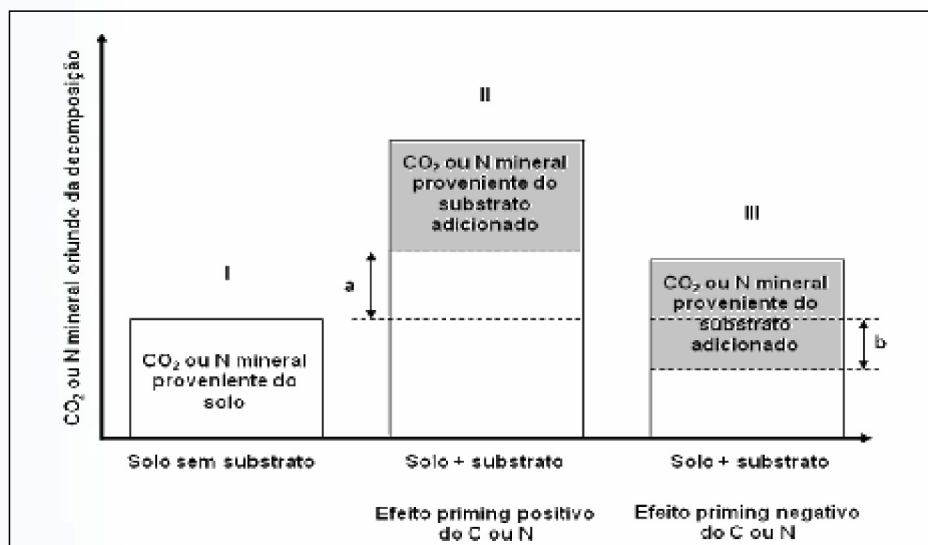 CO₂ ou N mineral oriundo da decomposição
I
CO₂ ou N mineral
proveniente do
solo
II
CO₂ ou N mineral
proveniente do
substrato
adicionado
a
III
CO₂ ou N mineral
proveniente do
substrato
adicionado
b
Solo sem substrato
Solo + substrato
Solo + substrato
Efeito priming positivo
do C ou N
Efeito priming negativo
do C ou N